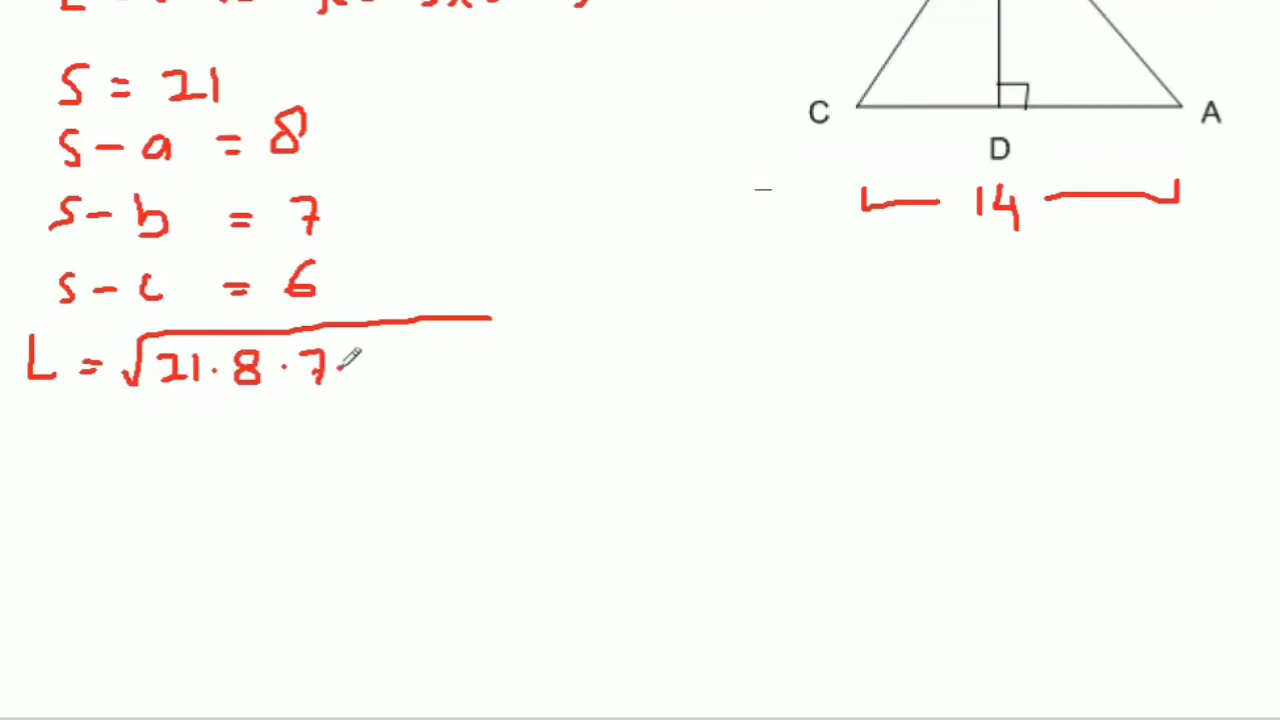 S = 21
s - a = 8
s - b = 7
s - c = 6
L = √21 · 8 · 7
C
A
D
14